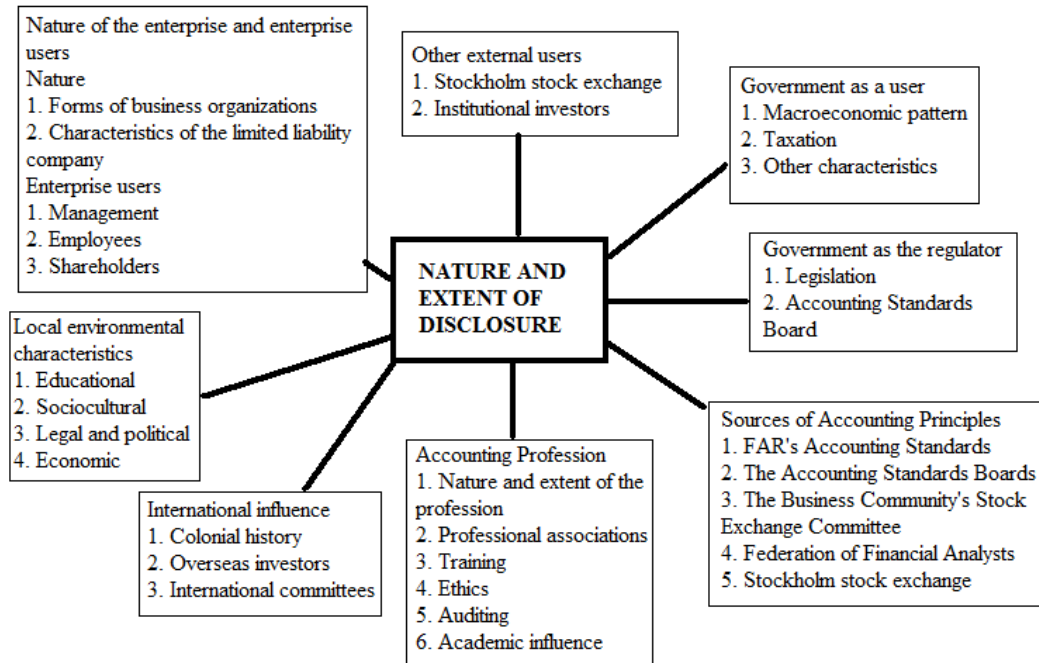 Nature of the enterprise and enterprise
users
Nature
1. Forms of business organizations
2. Characteristics of the limited liability
company
Enterprise users
1. Management
2. Employees
3. Shareholders
Other external users
1. Stockholm stock exchange
2. Institutional investors
Government as a user
1. Macroeconomic pattern
2. Taxation
3. Other characteristics
NATURE AND
EXTENT OF
DISCLOSURE
Government as the regulator
1. Legislation
2. Accounting Standards
Board
Local environmental
characteristics
1. Educational
2. Sociocultural
3. Legal and political
4. Economic
International influence
1. Colonial history
2. Overseas investors
3. International committees
Accounting Profession
1. Nature and extent of the
profession
2. Professional associations
3. Training
4. Ethics
5. Auditing
6. Academic influence
Sources of Accounting Principles
1. FAR's Accounting Standards
2. The Accounting Standards Boards
3. The Business Community's Stock
Exchange Committee
4. Federation of Financial Analysts
5. Stockholm stock exchange